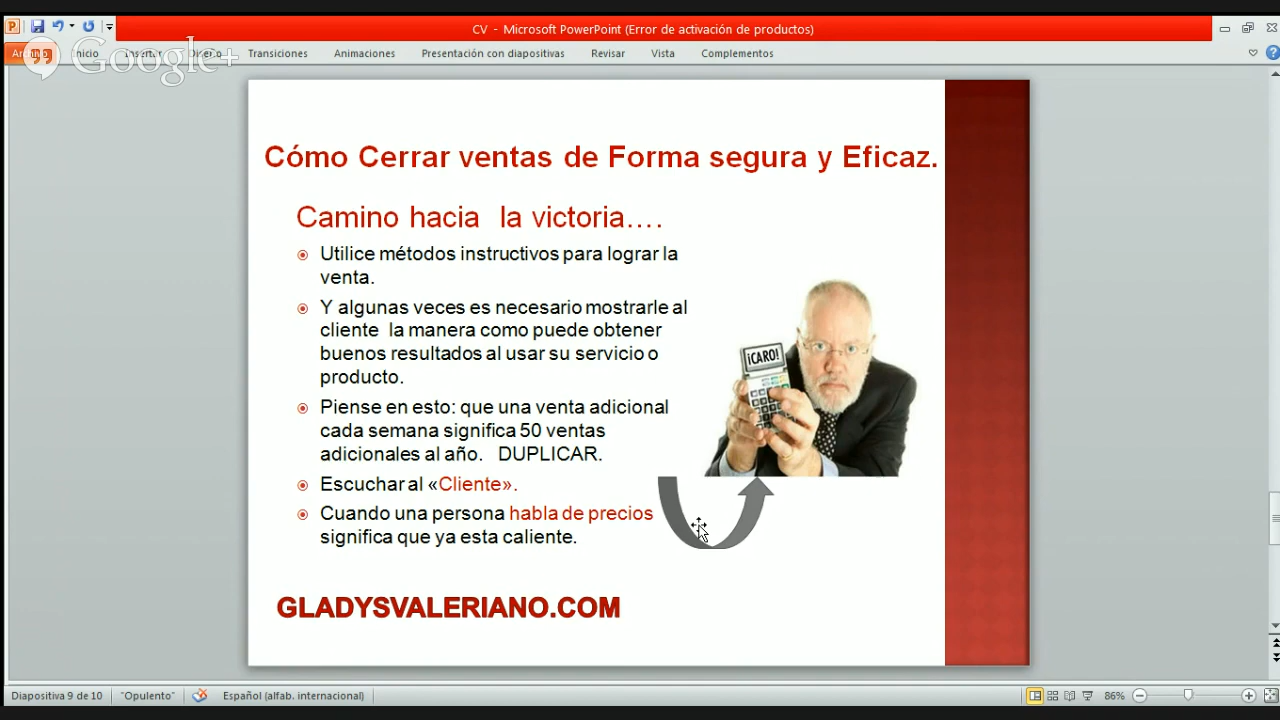 CV - Microsoft PowerPoint (Error de activación de productos)
Inicio Insertar Diseño Transiciones Animaciones Presentación con diapositivas Revisar Vista Complementos
Google+
Cómo Cerrar ventas de Forma segura y Eficaz.
Camino hacia la victoria....
Utilice métodos instructivos para lograr la
venta.
Y algunas veces es necesario mostrarle al
cliente la manera como puede obtener
buenos resultados al usar su servicio o
producto.
Piense en esto: que una venta adicional
cada semana significa 50 ventas
adicionales al año. DUPLICAR.
Escuchar al «Cliente».
Cuando una persona habla de precios
significa que ya esta caliente.
¡CARO!
GLADYSVALERIANO.COM
Diapositiva 9 de 10 "Opulento" Español (alfab. internacional) 86%